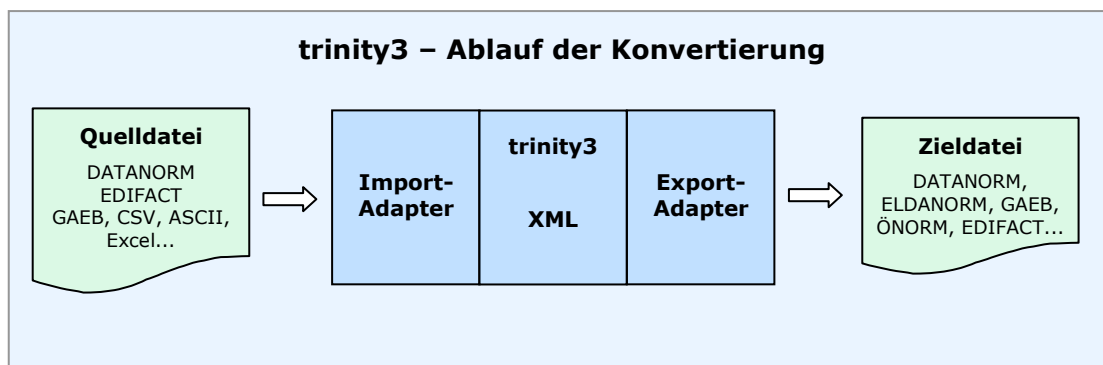 trinity3 – Ablauf der Konvertierung
Quelldatei
DATANORM
EDIFACT
GAEB, CSV, ASCII,
Excel...
Import-
Adapter
trinity3
XML
Export-
Adapter
Zieldatei
DATANORM,
ELDANORM, GAEB,
ÖNORM, EDIFACT...